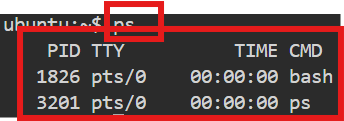 ubuntu:~$ ps
PID TTY TIME CMD
1826 pts/0 00:00:00 bash
3201 pts/0 00:00:00 ps